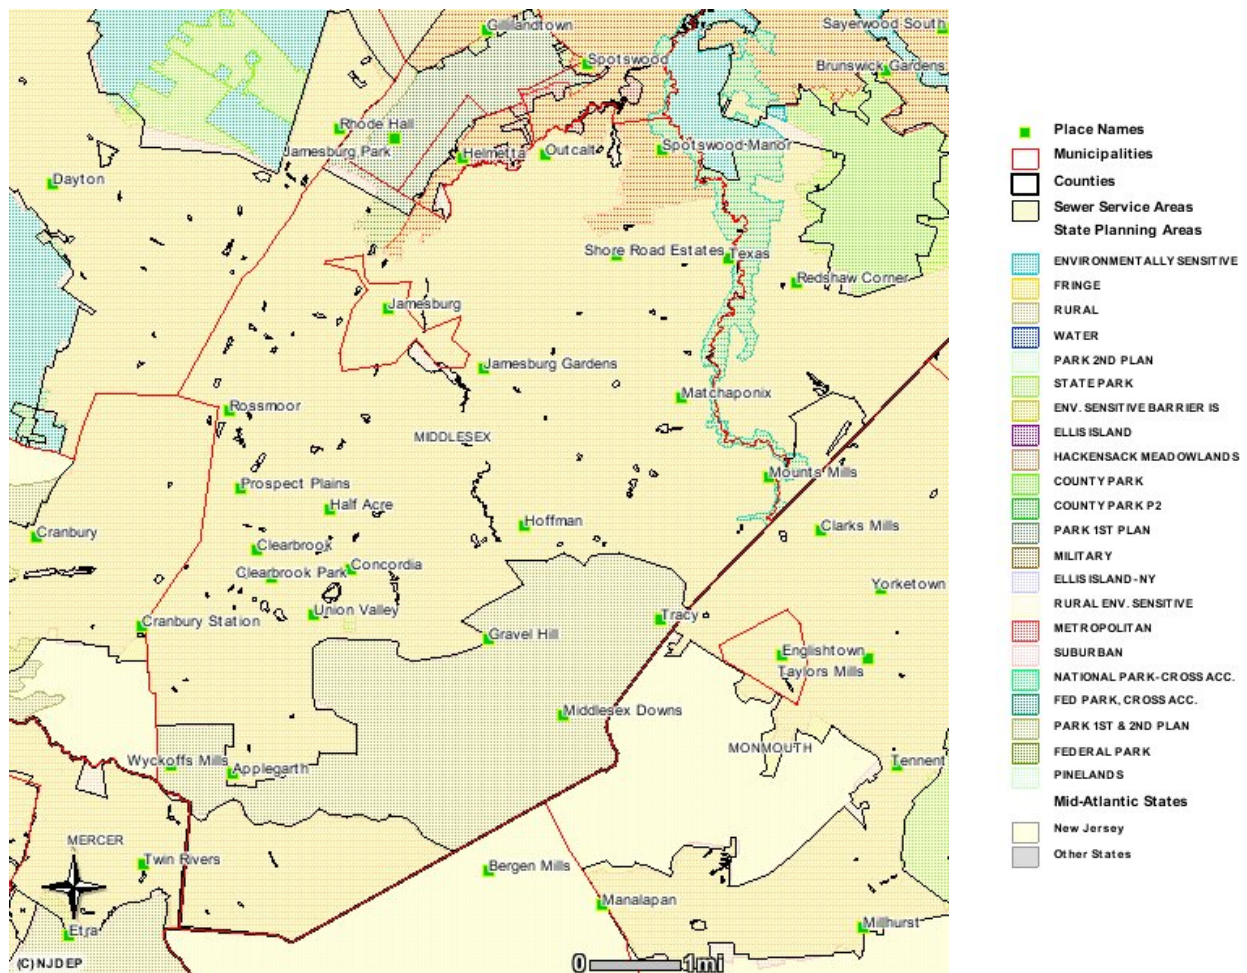 Gillilandtown
Sayerwood South
Spotswood
Brunswick Gardens
Rhode Hall
Jamesburg Park
Helmetta
Outcalt
Spotswood Manor
Dayton
Shore Road Estates
Texas
Redshaw Corner
Jamesburg
Jamesburg Gardens
Matchaponix
Rossmoor
MIDDLESEX
Mounts Mills
Prospect Plains
Half Acre
Hoffman
Clarks Mills
Cranbury
Clearbrook
Clearbrook Park
Concordia
Yorketown
Union Valley
Tracy
Cranbury Station
Gravel Hill
Englishtown
Taylors Mills
Middlesex Downs
MONMOUTH
Wyckoffs Mills
Applegarth
Tennent
MERCER
Twin Rivers
Bergen Mills
Manalapan
Millhurst
Etra
(C) NJDEP
0 1mi
Place Names
Municipalities
Counties
Sewer Service Areas
State Planning Areas
ENVIRONMENTALLY SENSITIVE
FRINGE
RURAL
WATER
PARK 2ND PLAN
STATE PARK
ENV. SENSITIVE BARRIER IS
ELLIS ISLAND
HACKENSACK MEADOWLANDS
COUNTY PARK
COUNTY PARK P2
PARK 1ST PLAN
MILITARY
ELLIS ISLAND-NY
RURAL ENV. SENSITIVE
METROPOLITAN
SUBURBAN
NATIONAL PARK-CROSS ACC.
FED PARK, CROSS ACC.
PARK 1ST & 2ND PLAN
FEDERAL PARK
PINELANDS
Mid-Atlantic States
New Jersey
Other States